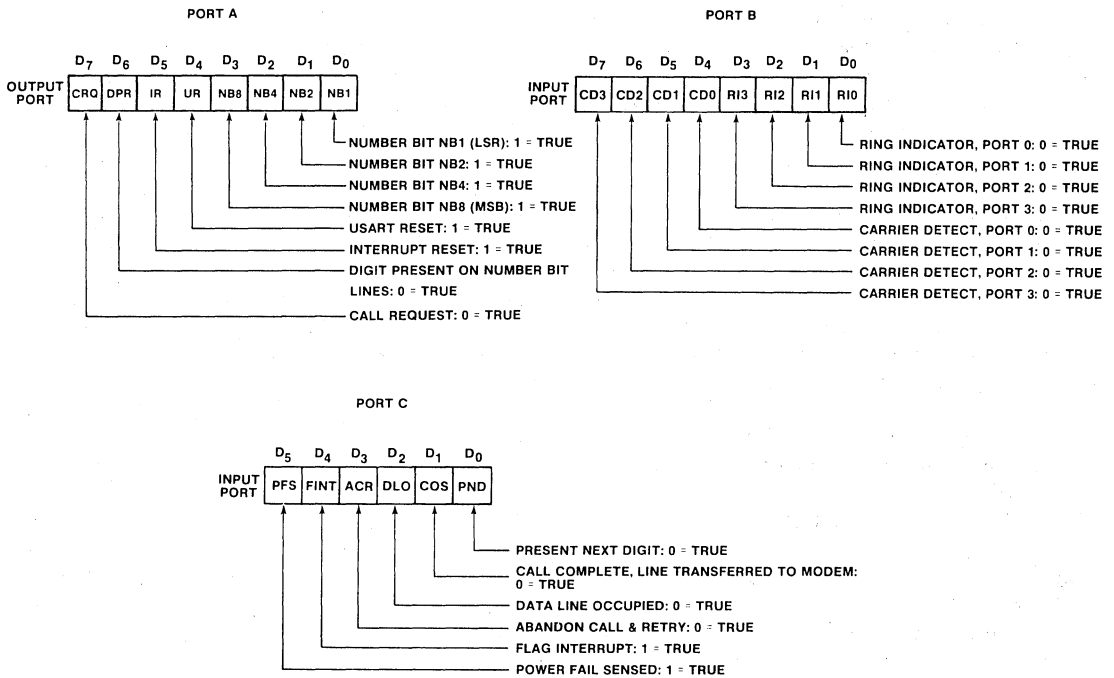 PORT A
D7 D6 D5 D4 D3 D2 D1 D0
OUTPUT PORT
CRQ DPR IR UR NB8 NB4 NB2 NB1
NUMBER BIT NB1 (LSR): 1 = TRUE
NUMBER BIT NB2: 1 = TRUE
NUMBER BIT NB4: 1 = TRUE
NUMBER BIT NB8 (MSB): 1 = TRUE
USART RESET: 1 = TRUE
INTERRUPT RESET: 1 = TRUE
DIGIT PRESENT ON NUMBER BIT
LINES: 0 = TRUE
CALL REQUEST: 0 = TRUE
PORT B
D7 D6 D5 D4 D3 D2 D1 D0
INPUT PORT
CD3 CD2 CD1 CD0 RI3 RI2 RI1 RI0
RING INDICATOR, PORT 0: 0 = TRUE
RING INDICATOR, PORT 1: 0 = TRUE
RING INDICATOR, PORT 2: 0 = TRUE
RING INDICATOR, PORT 3: 0 = TRUE
CARRIER DETECT, PORT 0: 0 = TRUE
CARRIER DETECT, PORT 1: 0 = TRUE
CARRIER DETECT, PORT 2: 0 = TRUE
CARRIER DETECT, PORT 3: 0 = TRUE
PORT C
D5 D4 D3 D2 D1 D0
INPUT PORT
PFS FINT ACR DLO COS PND
PRESENT NEXT DIGIT: 0 = TRUE
CALL COMPLETE, LINE TRANSFERRED TO MODEM:
0 = TRUE
DATA LINE OCCUPIED: 0 = TRUE
ABANDON CALL & RETRY: 0 = TRUE
FLAG INTERRUPT: 1 = TRUE
POWER FAIL SENSED: 1 = TRUE